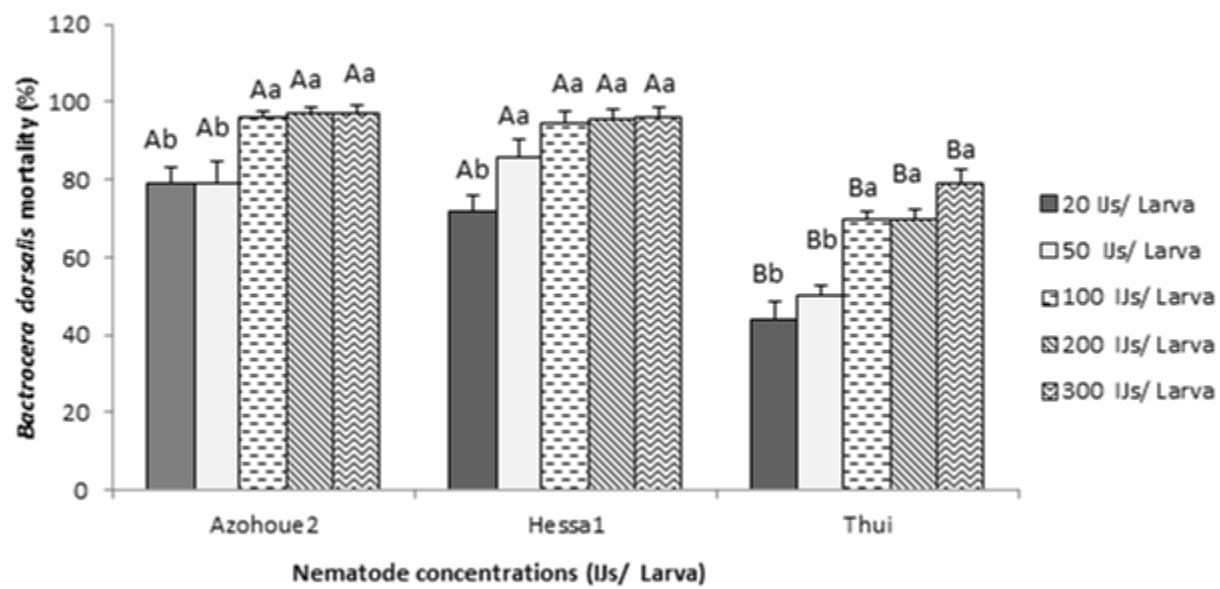 120
100
80
60
40
20
0
Bactrocera dorsalis mortality (%)
Ab Ab Aa Aa Aa
Ab Aa Aa Aa Aa
Bb Bb Ba Ba Ba
Azohoue2 Hessa1 Thui
Nematode concentrations (IJs/ Larva)
20 IJs/ Larva
50 IJs/ Larva
100 IJs/ Larva
200 IJs/ Larva
300 IJs/ Larva